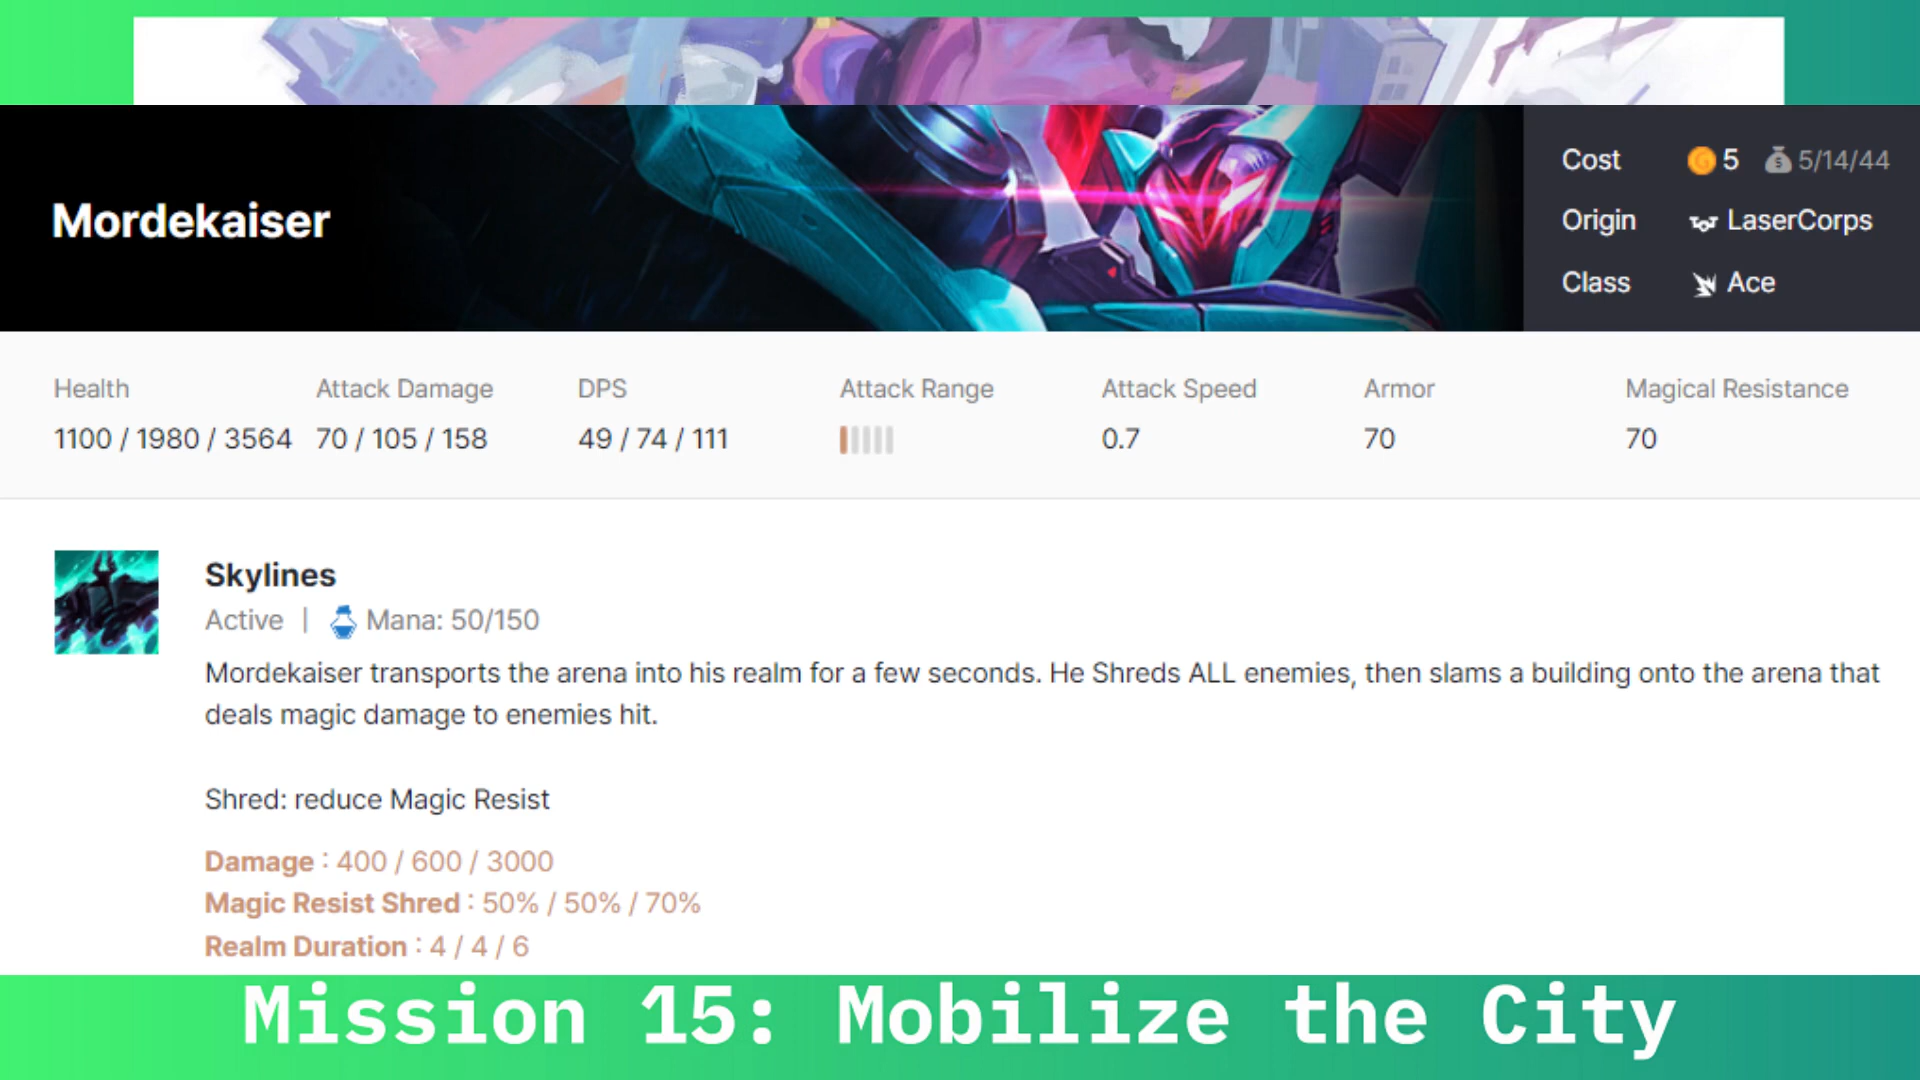 Mordekaiser
Cost 5 5/14/44
Origin LaserCorps
Class Ace
Health Attack Damage DPS Attack Range Attack Speed Armor Magical Resistance
1100 / 1980 / 3564 70 / 105 / 158 49 / 74 / 111 0.7 70 70
Skylines
Active | Mana: 50/150
Mordekaiser transports the arena into his realm for a few seconds. He Shreds ALL enemies, then slams a building onto the arena that
deals magic damage to enemies hit.
Shred: reduce Magic Resist
Damage : 400 / 600 / 3000
Magic Resist Shred : 50% / 50% / 70%
Realm Duration : 4 / 4 / 6
Mission 15: Mobilize the City